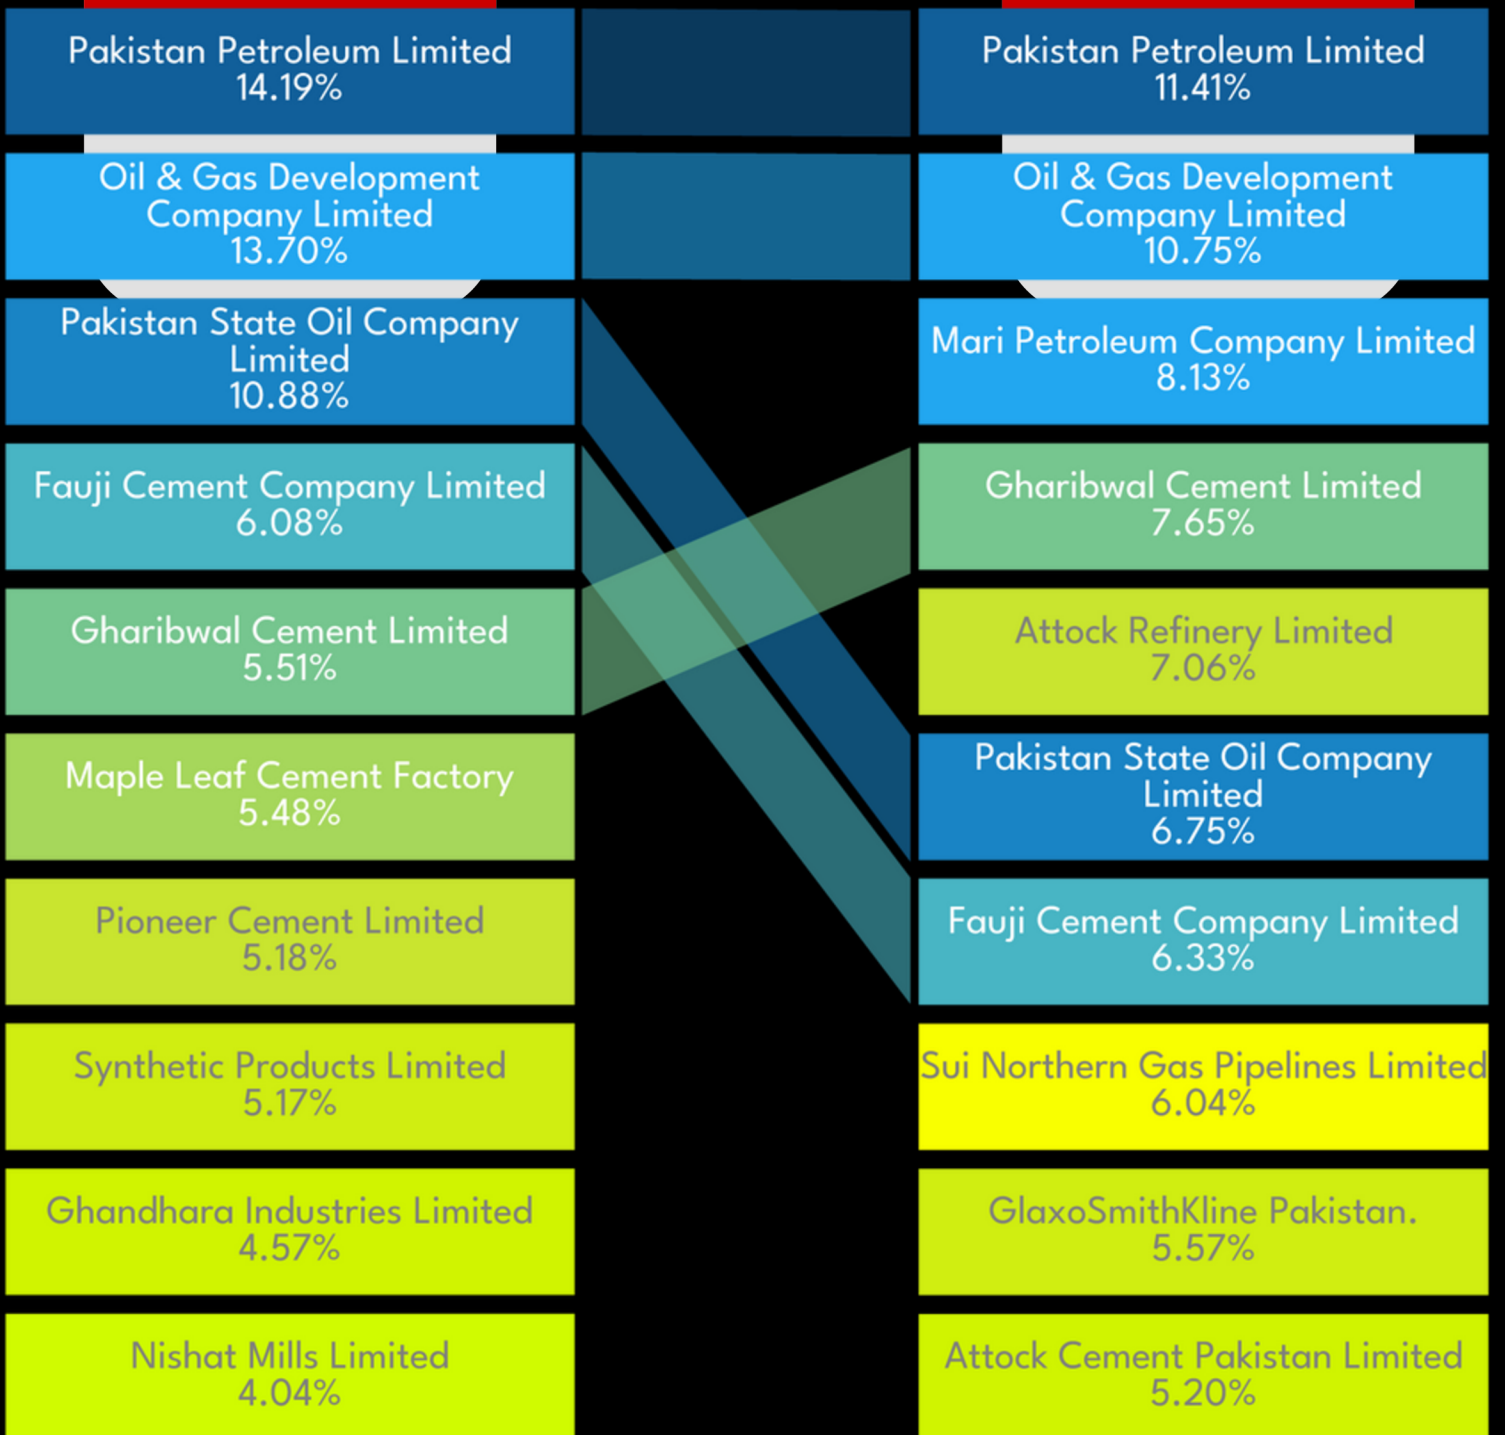 Pakistan Petroleum Limited
14.19%
Oil & Gas Development
Company Limited
13.70%
Pakistan State Oil Company
Limited
10.88%
Fauji Cement Company Limited
6.08%
Gharibwal Cement Limited
5.51%
Maple Leaf Cement Factory
5.48%
Pioneer Cement Limited
5.18%
Synthetic Products Limited
5.17%
Ghandhara Industries Limited
4.57%
Nishat Mills Limited
4.04%
Pakistan Petroleum Limited
11.41%
Oil & Gas Development
Company Limited
10.75%
Mari Petroleum Company Limited
8.13%
Gharibwal Cement Limited
7.65%
Attock Refinery Limited
7.06%
Pakistan State Oil Company
Limited
6.75%
Fauji Cement Company Limited
6.33%
Sui Northern Gas Pipelines Limited
6.04%
GlaxoSmithKline Pakistan.
5.57%
Attock Cement Pakistan Limited
5.20%